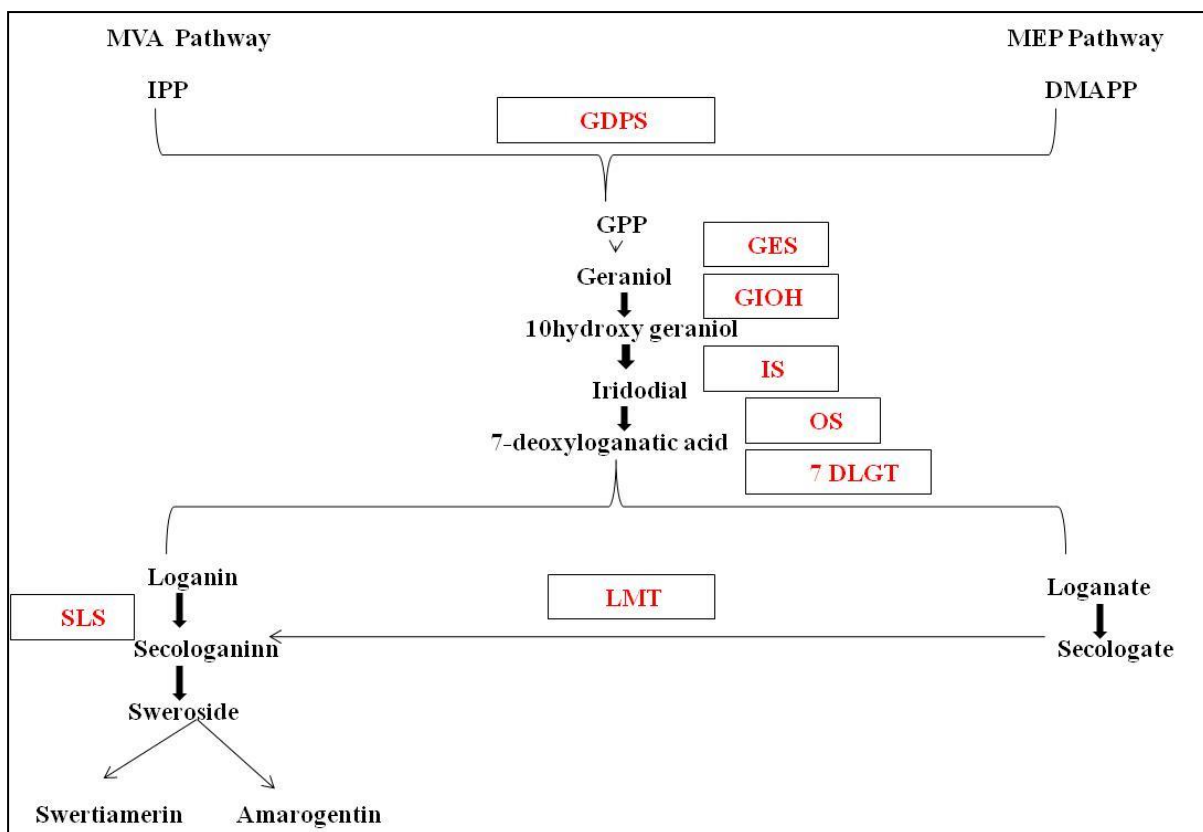 MVA Pathway
MEP Pathway
IPP
DMAPP
GDPS
GPP
GES
Geraniol
GIOH
10hydroxy geraniol
IS
Iridodial
OS
7-deoxyloganatic acid
7 DLGT
Loganin
LMT
Loganate
SLS
Secologaninn
Secologate
Sweroside
Swertiamerin
Amarogentin